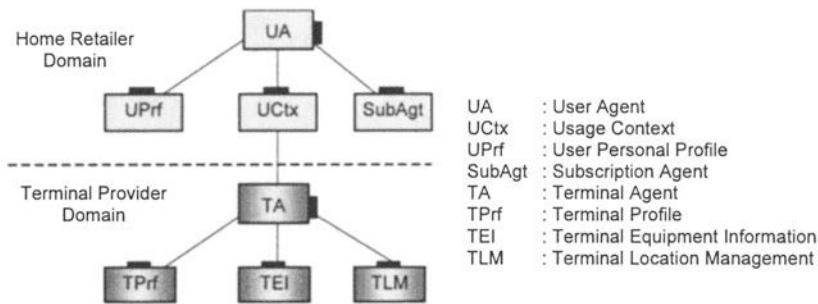 Home Retailer
Domain
UA
UPrf
UCtx
SubAgt
Terminal Provider
Domain
TA
TPrf
TEI
TLM
UA : User Agent
UCtx : Usage Context
UPrf : User Personal Profile
SubAgt : Subscription Agent
TA : Terminal Agent
TPrf : Terminal Profile
TEI : Terminal Equipment Information
TLM : Terminal Location Management